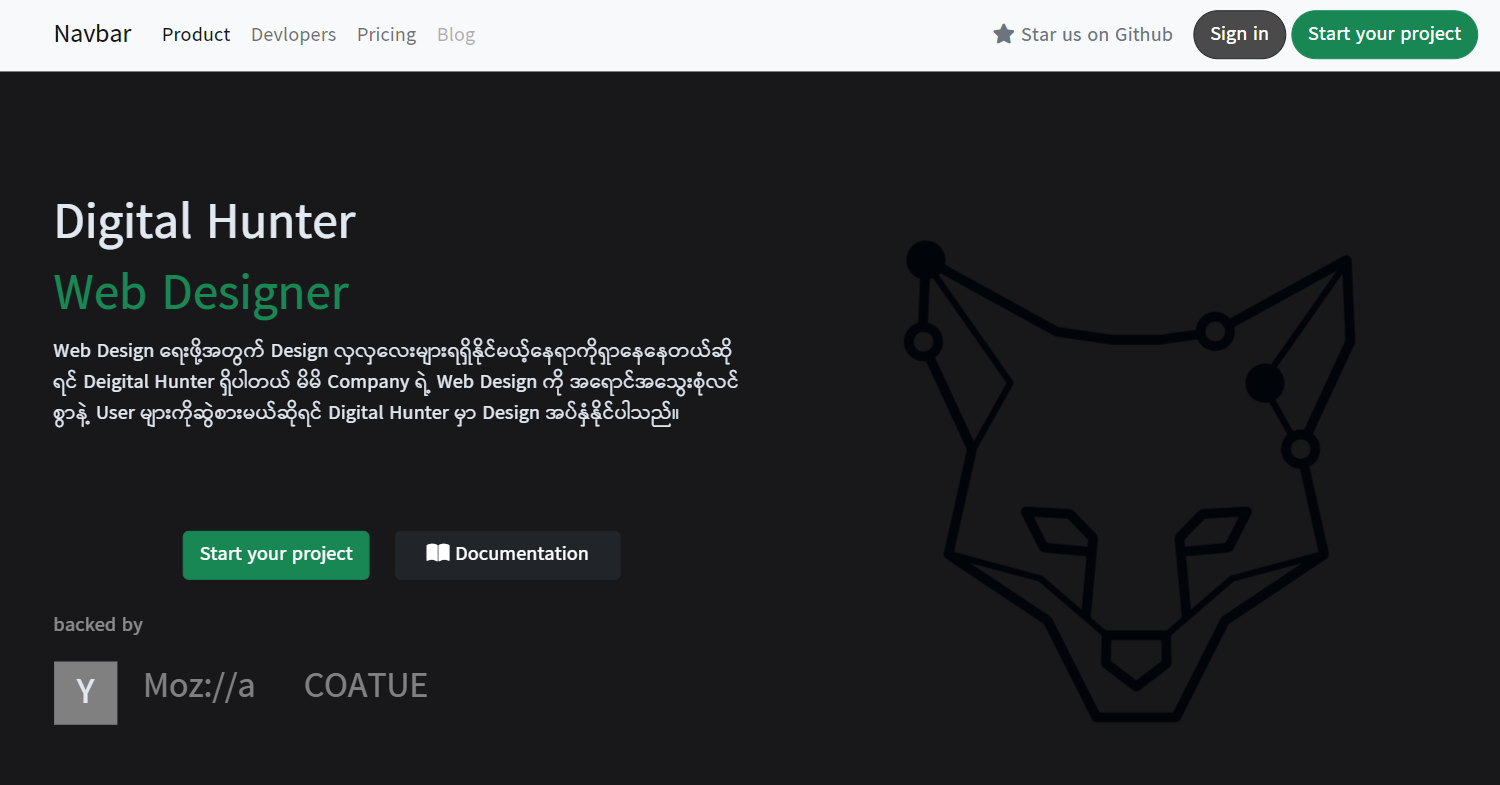 Navbar Product Devlopers Pricing Blog Star us on Github Sign in Start your project
Digital Hunter
Web Designer
Web Design ရေးဖို့အတွက် Design လှလှလေးများရရှိနိုင်မယ့်နေရာကိုရှာနေနေတယ်ဆို
ရင် Deigital Hunter ရှိပါတယ် မိမိ Company ရဲ့ Web Design ကို အရောင်အသွေးစုံလင်
စွာနဲ့ User များကိုဆွဲစားမယ်ဆိုရင် Digital Hunter မှာ Design အပ်နှံနိုင်ပါသည်။
Start your project Documentation
backed by
Y Moz://a COATUE